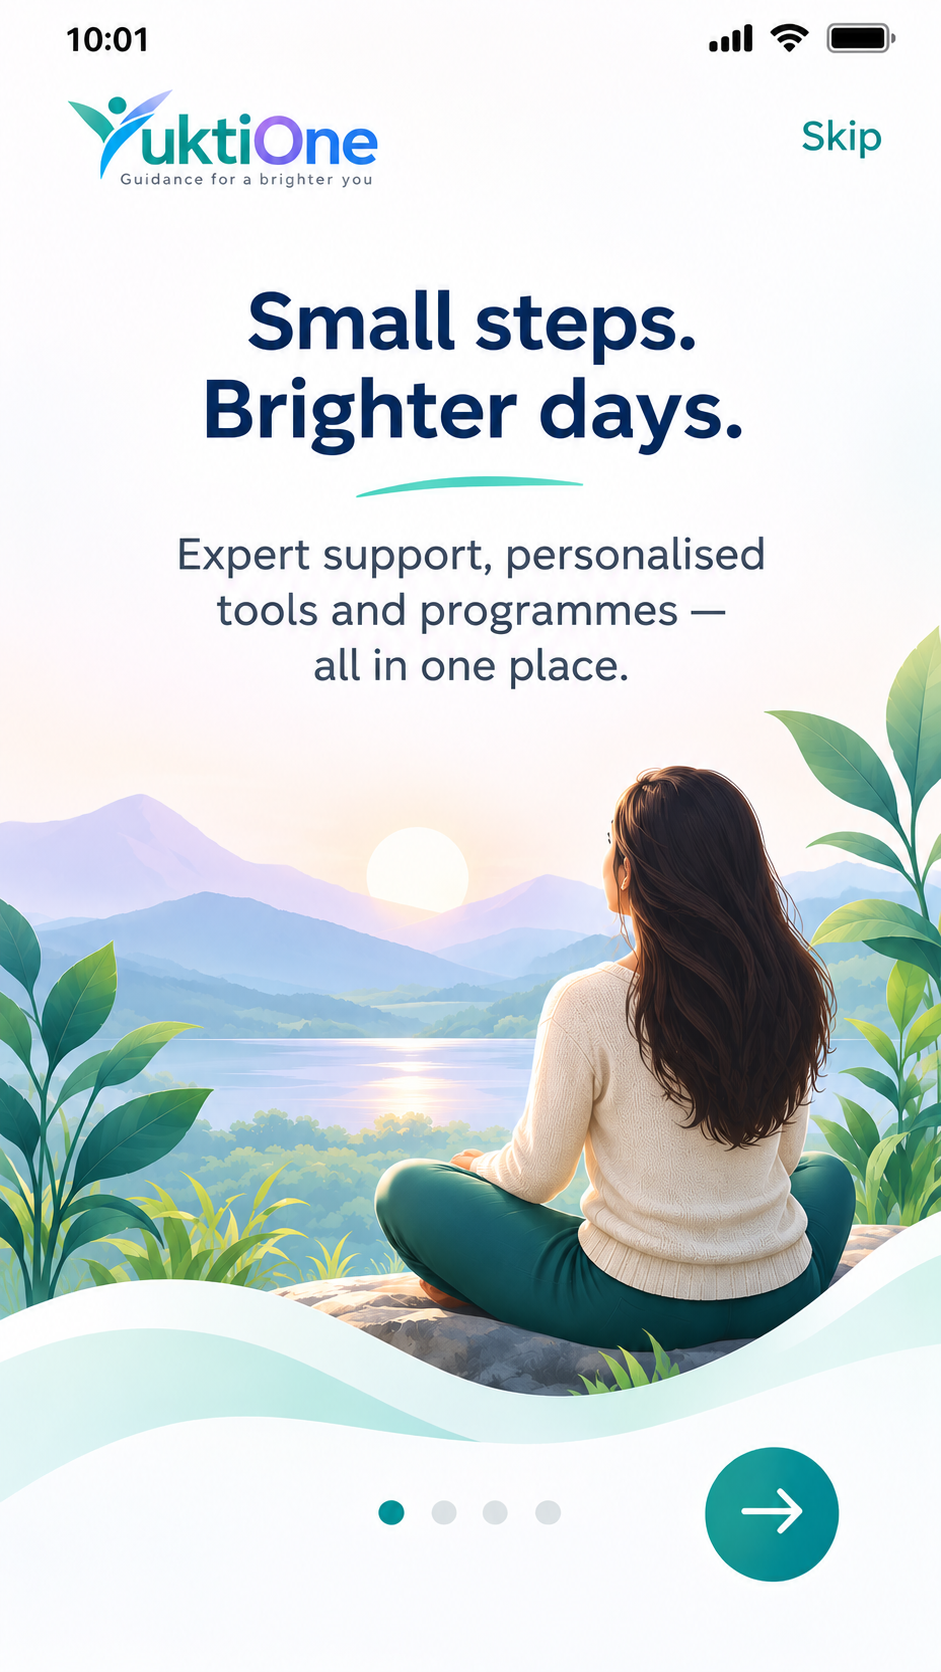 10:01
YuktiOne
Guidance for a brighter you
Skip
Small steps.
Brighter days.
Expert support, personalised
tools and programmes —
all in one place.